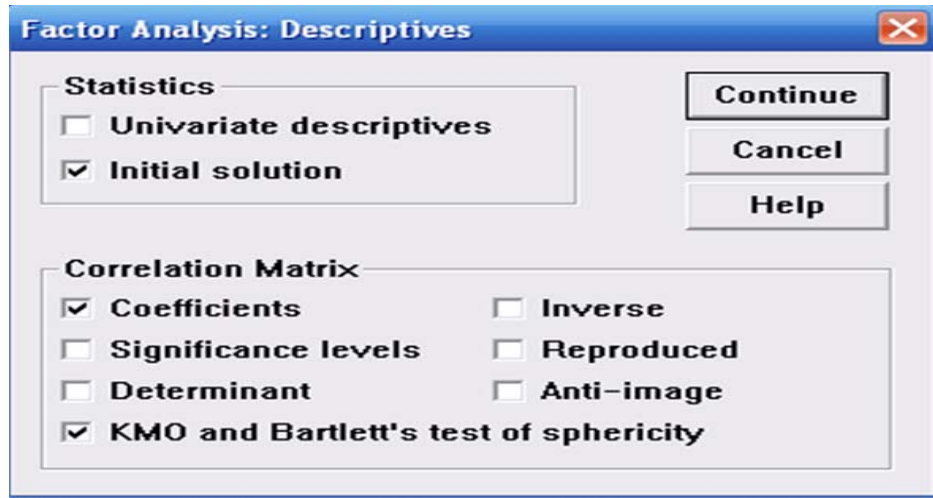 Factor Analysis: Descriptives
Statistics
Univariate descriptives
Initial solution
Continue
Cancel
Help
Correlation Matrix
Coefficients
Inverse
Significance levels
Reproduced
Determinant
Anti-image
KMO and Bartlett's test of sphericity